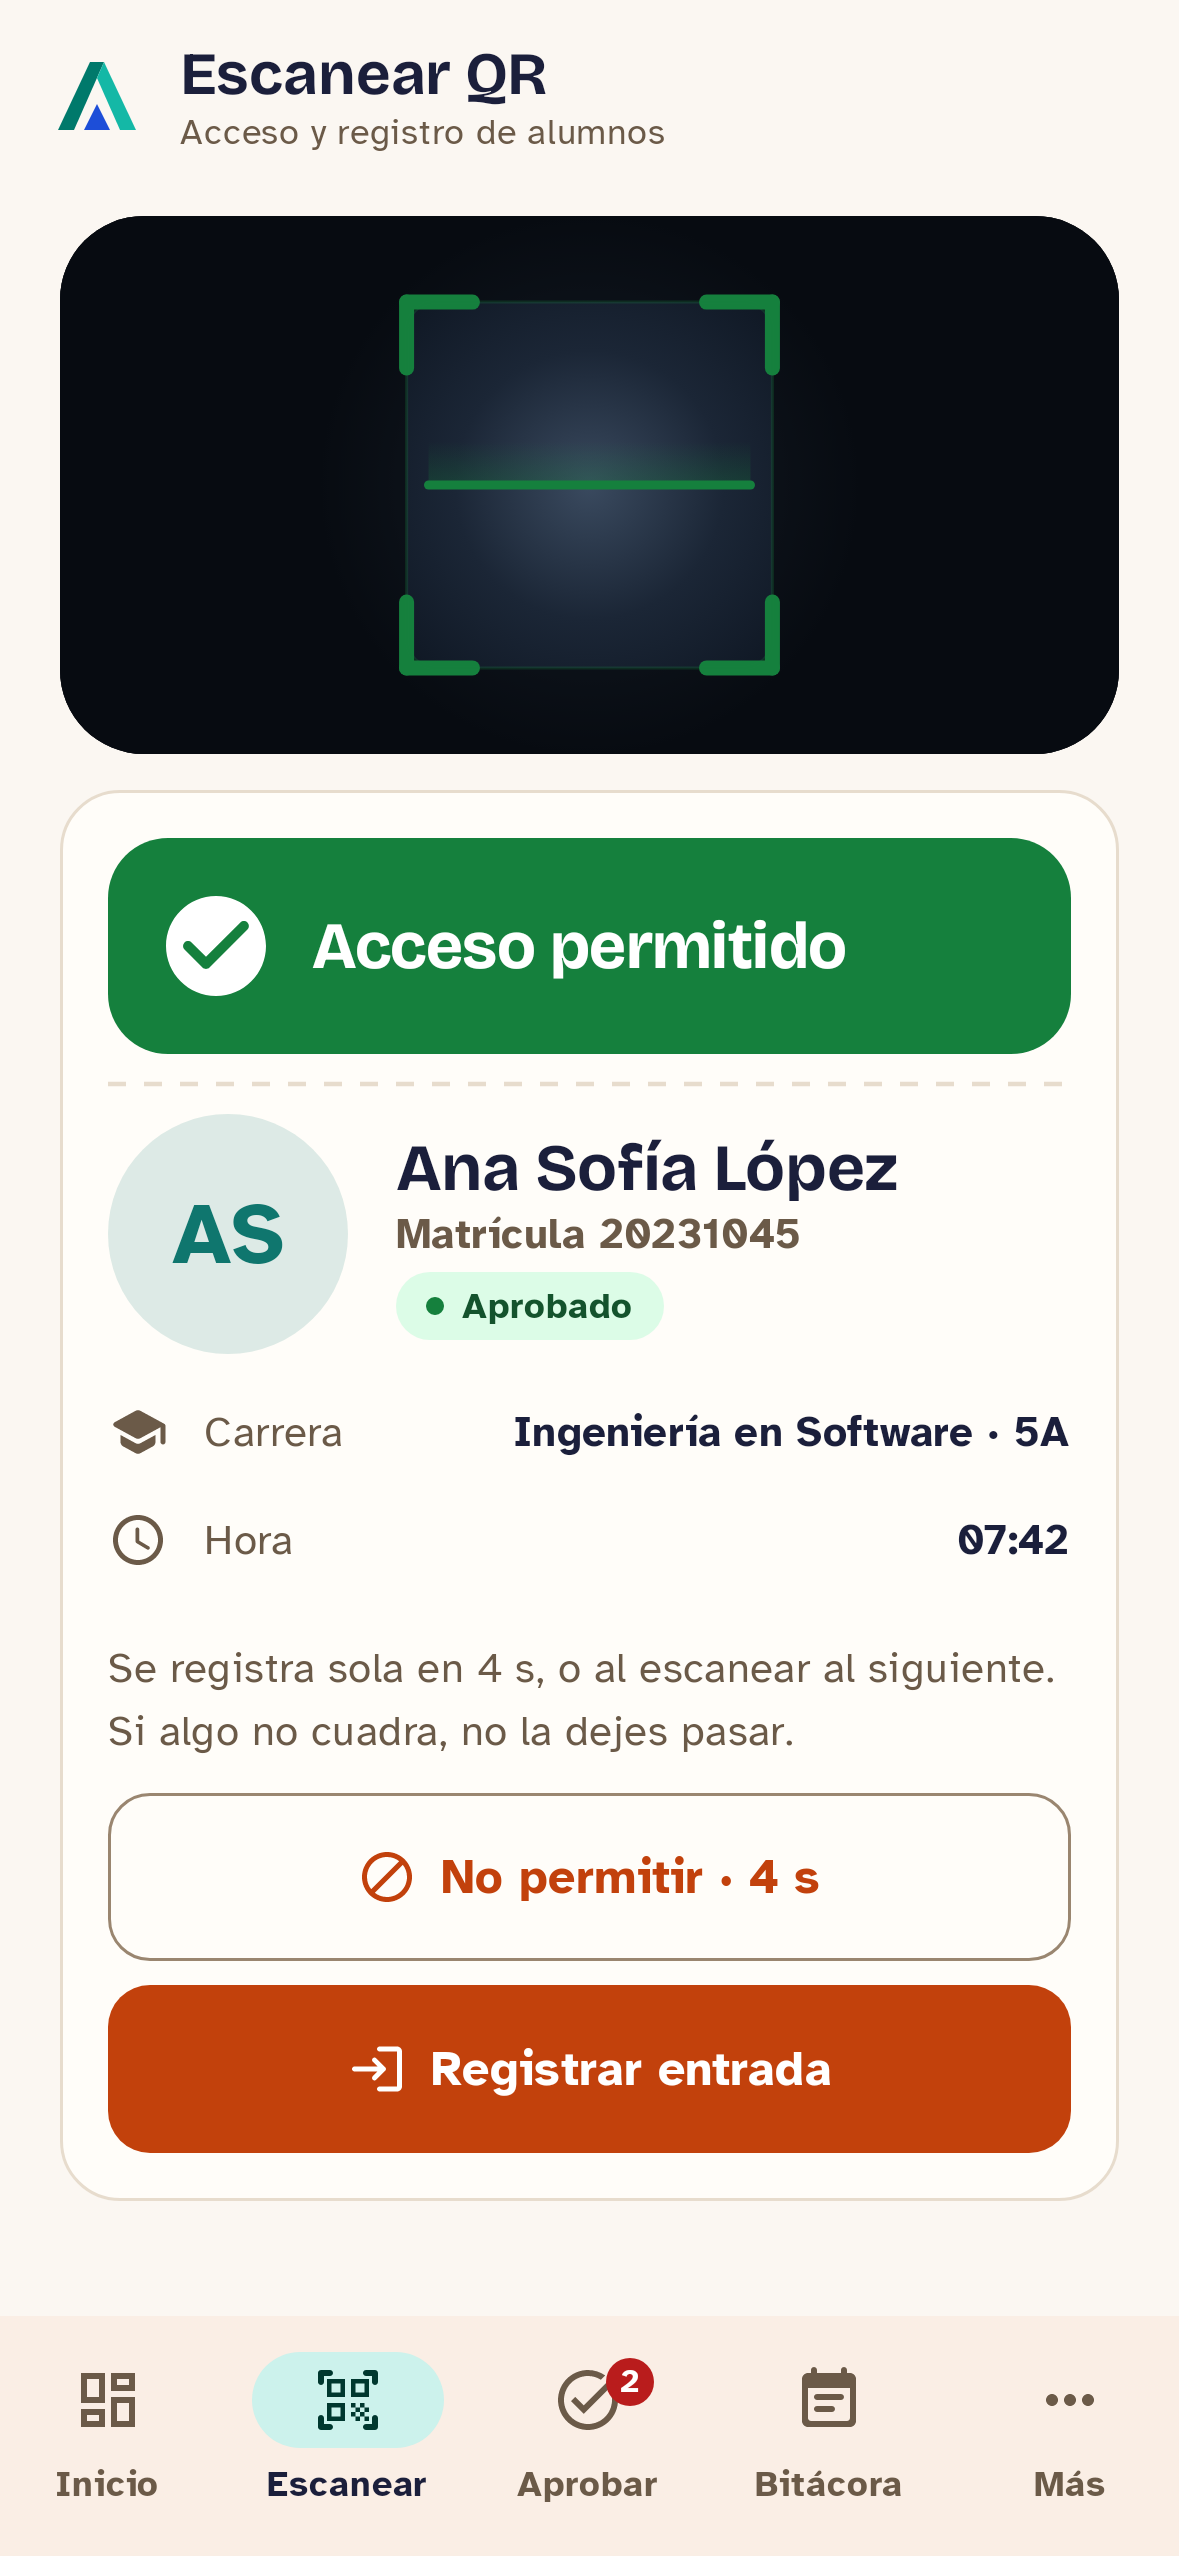 Escanear QR
Acceso y registro de alumnos
Acceso permitido
AS
Ana Sofía López
Matrícula 20231045
Aprobado
Carrera
Ingeniería en Software · 5A
Hora
07:42
Se registra sola en 4 s, o al escanear al siguiente.
Si algo no cuadra, no la dejes pasar.
No permitir · 4 s
Registrar entrada
2
Inicio
Escanear
Aprobar
Bitácora
Más